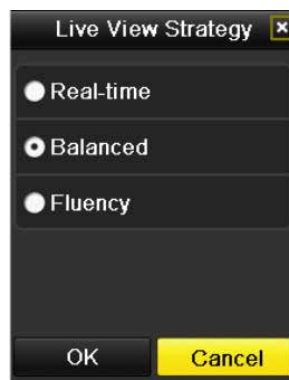 Live View Strategy
Real-time
Balanced
Fluency
OK
Cancel